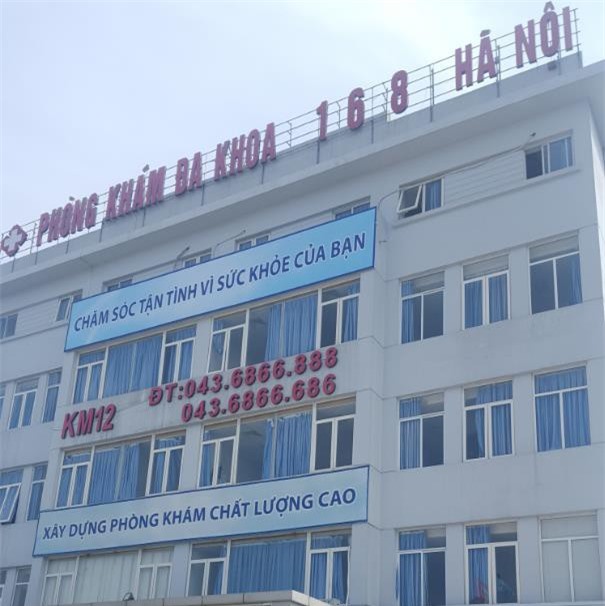 PHÒNG KHÁM ĐA KHOA 168 HÀ NỘI
CHĂM SÓC TẬN TÌNH VÌ SỨC KHỎE CỦA BẠN
KM12
ĐT:043.6866.888
043.6866.686
XÂY DỰNG PHÒNG KHÁM CHẤT LƯỢNG CAO